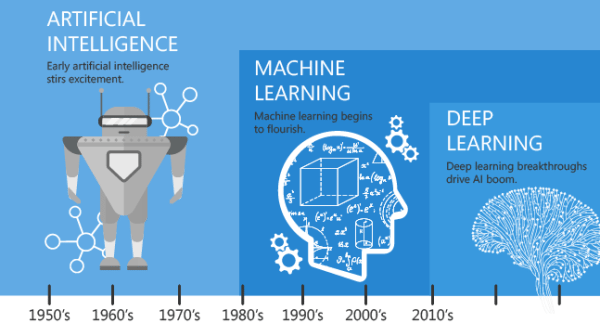 ARTIFICIAL
INTELLIGENCE
Early artificial intelligence
stirs excitement.
MACHINE
LEARNING
Machine learning begins
to flourish.
DEEP
LEARNING
Deep learning breakthroughs
drive AI boom.
1950's 1960's 1970's 1980's 1990's 2000's 2010's